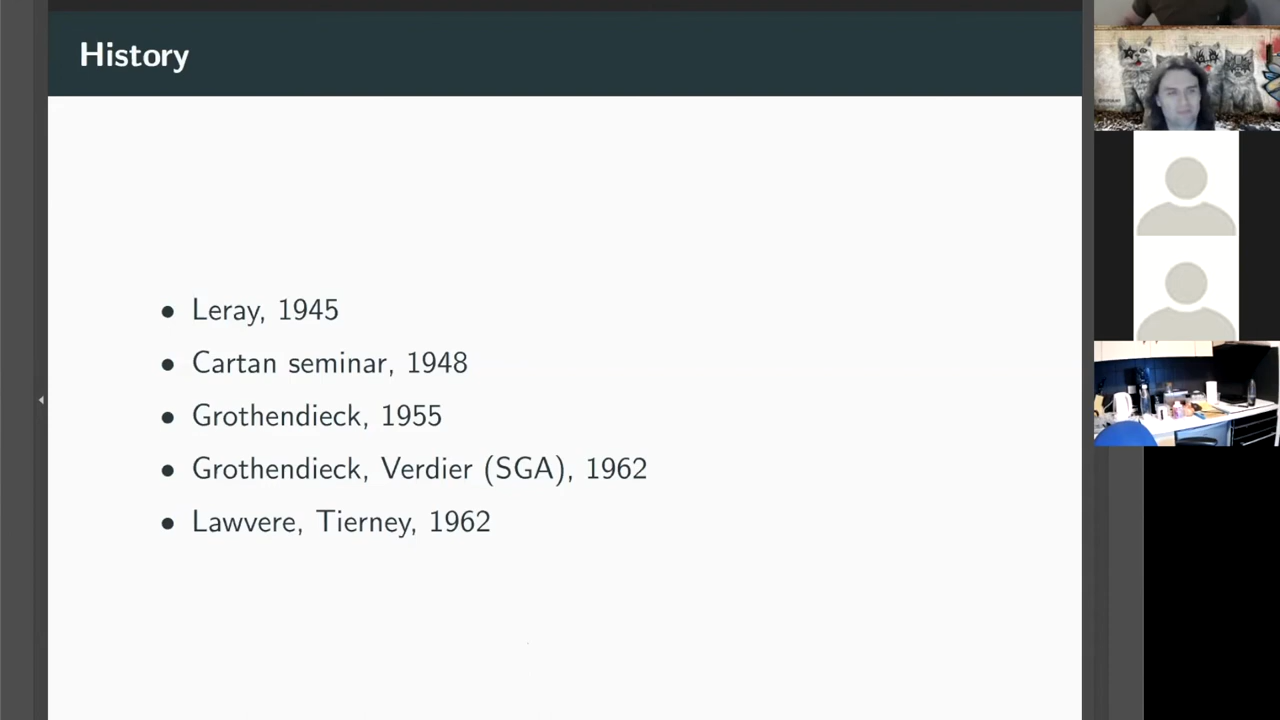 History
• Leray, 1945
• Cartan seminar, 1948
• Grothendieck, 1955
• Grothendieck, Verdier (SGA), 1962
• Lawvere, Tierney, 1962